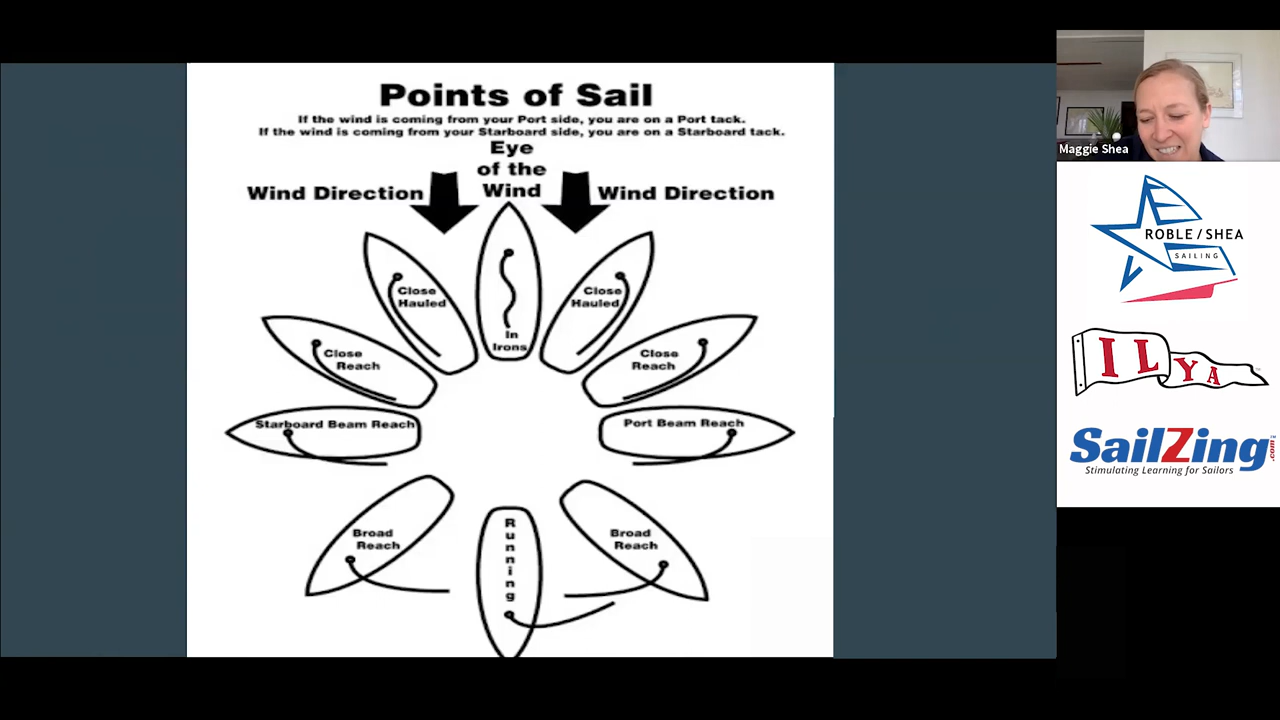 Points of Sail
If the wind is coming from your Port side, you are on a Port tack.
If the wind is coming from your Starboard side, you are on a Starboard tack.
Eye
of the
Wind
Wind Direction
Wind Direction
Close
Hauled
In
Irons
Close
Hauled
Close
Reach
Close
Reach
Starboard Beam Reach
Port Beam Reach
Broad
Reach
Running
Broad
Reach
Maggie Shea
ROBLE / SHEA
SAILING
ILYA
SailZing.com
Stimulating Learning for Sailors